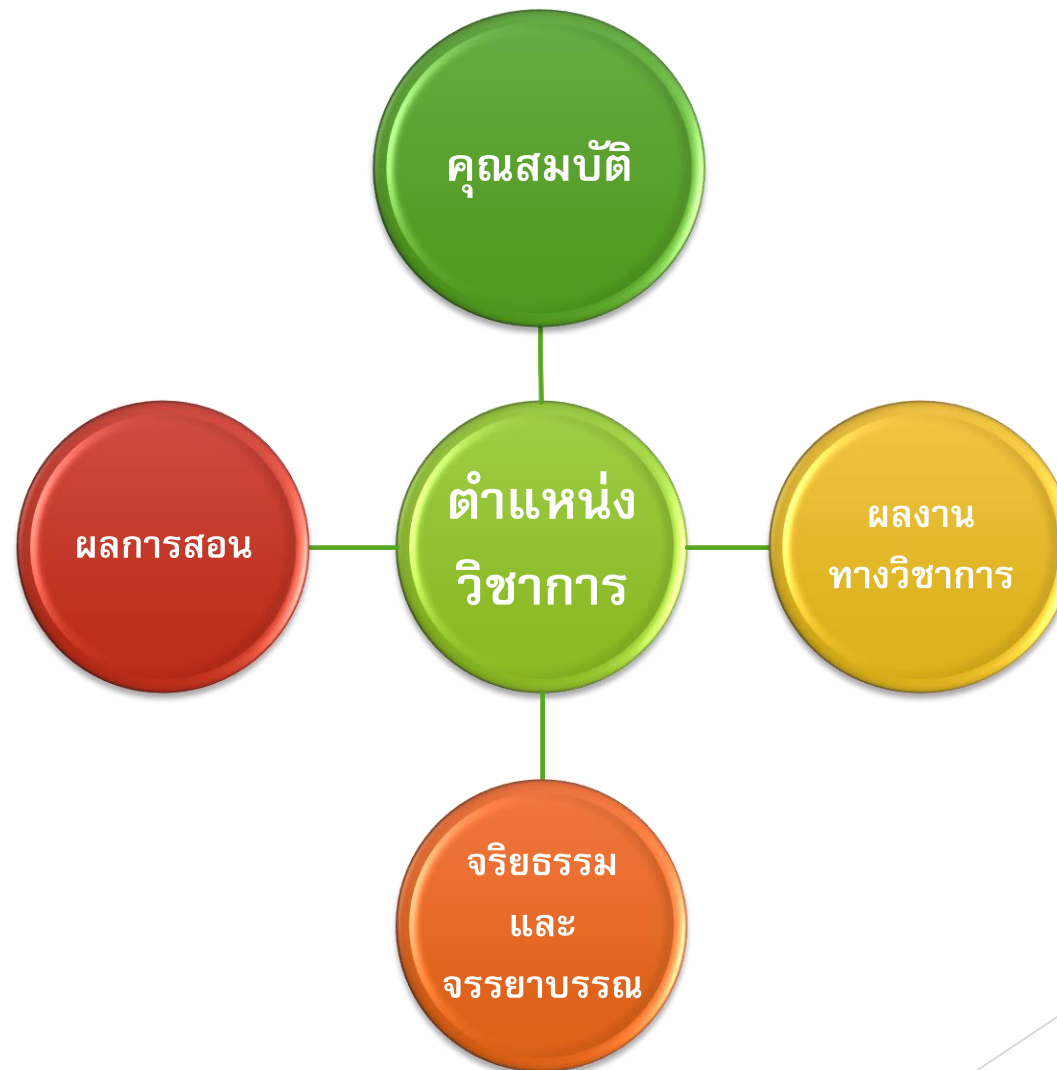 คุณสมบัติ
ผลการสอน
ตำแหน่ง
วิชาการ
ผลงาน
ทางวิชาการ
จริยธรรม
และ
จรรยาบรรณ